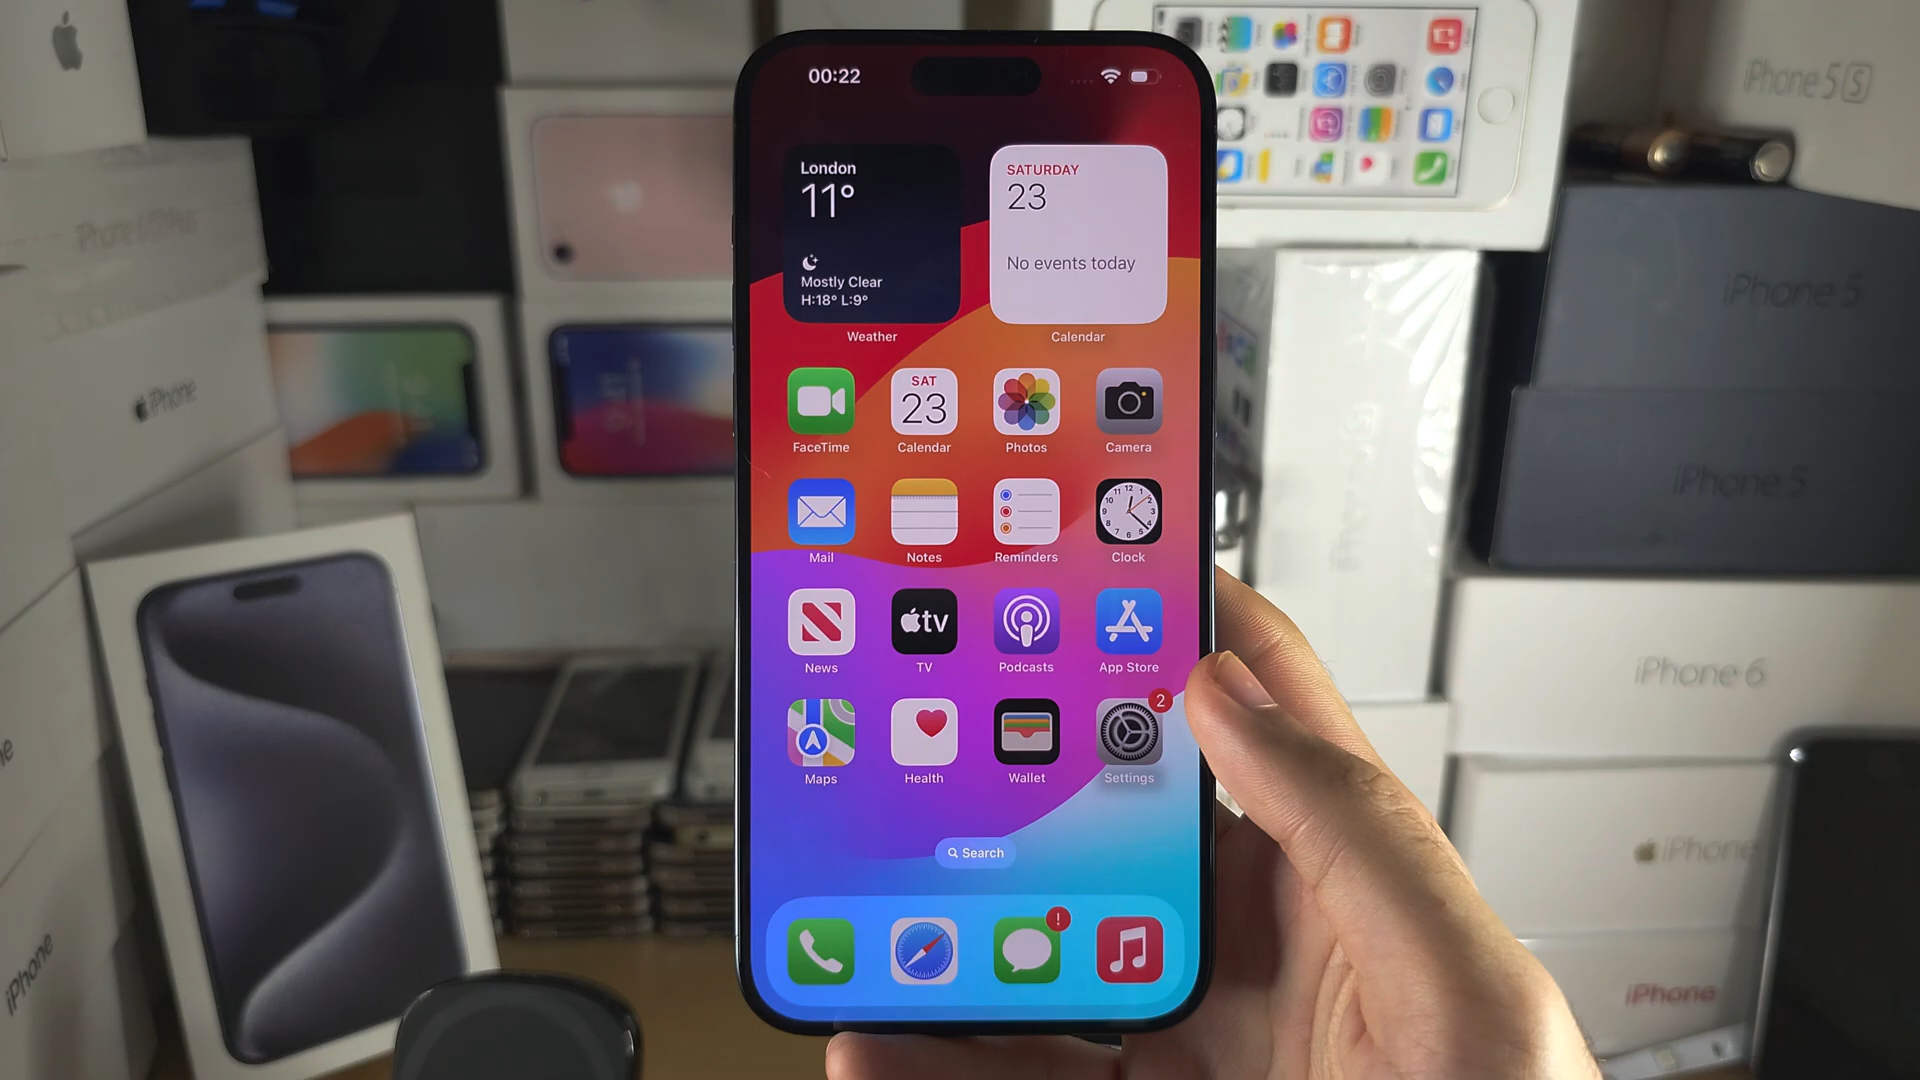 00:22
London
11°
Mostly Clear
H:18° L:9°
Weather
SATURDAY
23
No events today
Calendar
FaceTime
SAT
23
Calendar
Photos
Camera
Mail
Notes
Reminders
Clock
News
tv
TV
Podcasts
App Store
Maps
Health
Wallet
2
Settings
Search
!
iPhone
iPhone
iPhone 5S
iPhone 5
iPhone 5
iPhone 6
iPhone
iPhone